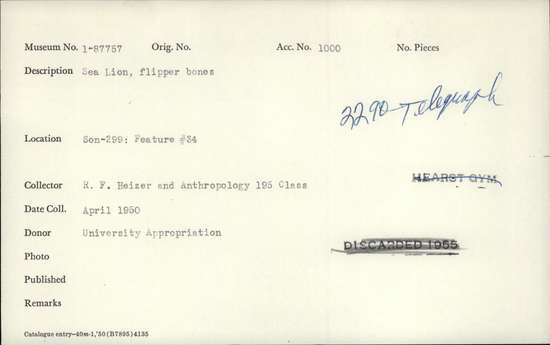 Museum No. 1-87757 Orig. No. Acc. No. 1000 No. Pieces
Description Sea Lion, flipper bones
2290 Telegraph
Location Son-299: Feature #34
Collector R. F. Heizer and Anthropology 195 Class HEARST GYM
Date Coll. April 1950
Donor University Appropriation
DISCARDED 1955
Photo
Published
Remarks
Catalogue entry—40m-1,'50 (B7895) 4135